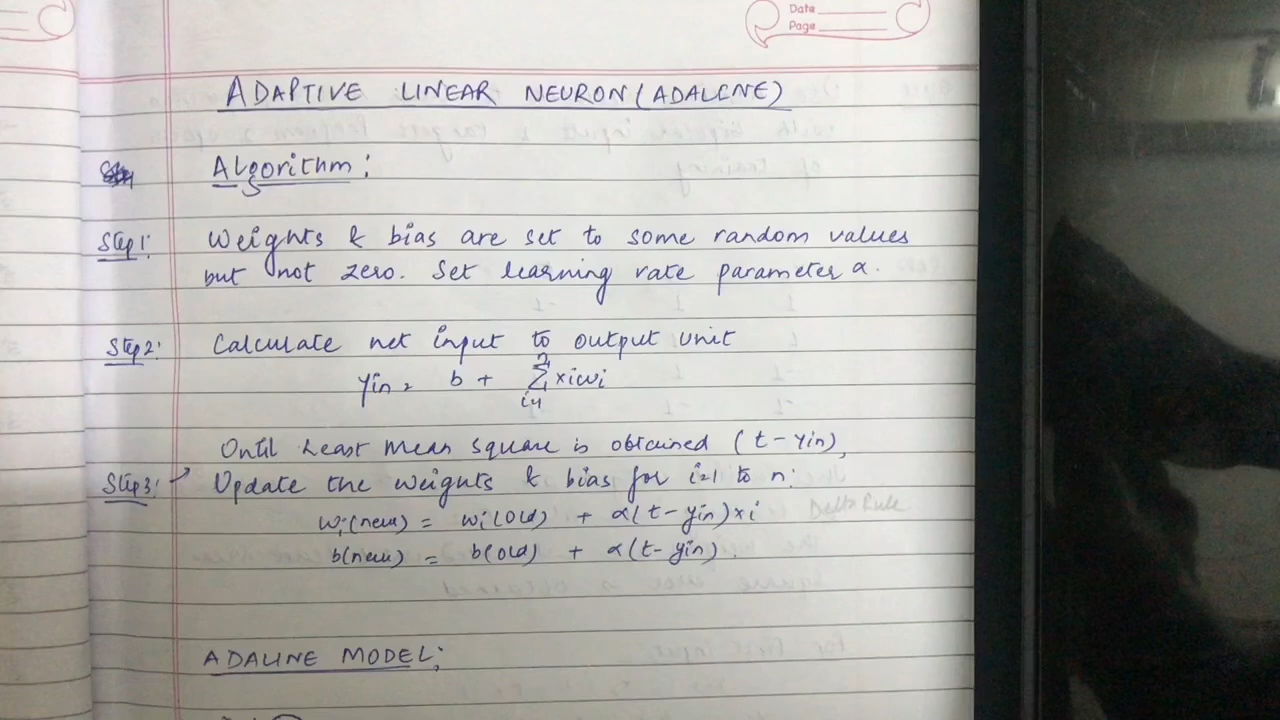 Date
Page
ADAPTIVE LINEAR NEURON (ADALINE)
Algorithm:
Step1: Weights & bias are set to some random values
but not zero. Set learning rate parameter α.
Step2: Calculate net input to output unit
yin = b + n Σ i=1 xiwi
Until Least mean square is obtained (t-yin),
Step3: → Update the weights & bias for i=1 to n:
wi(new) = wi(old) + α(t-yin)xi Delta Rule
b(new) = b(old) + α(t-yin).
ADALINE MODEL: